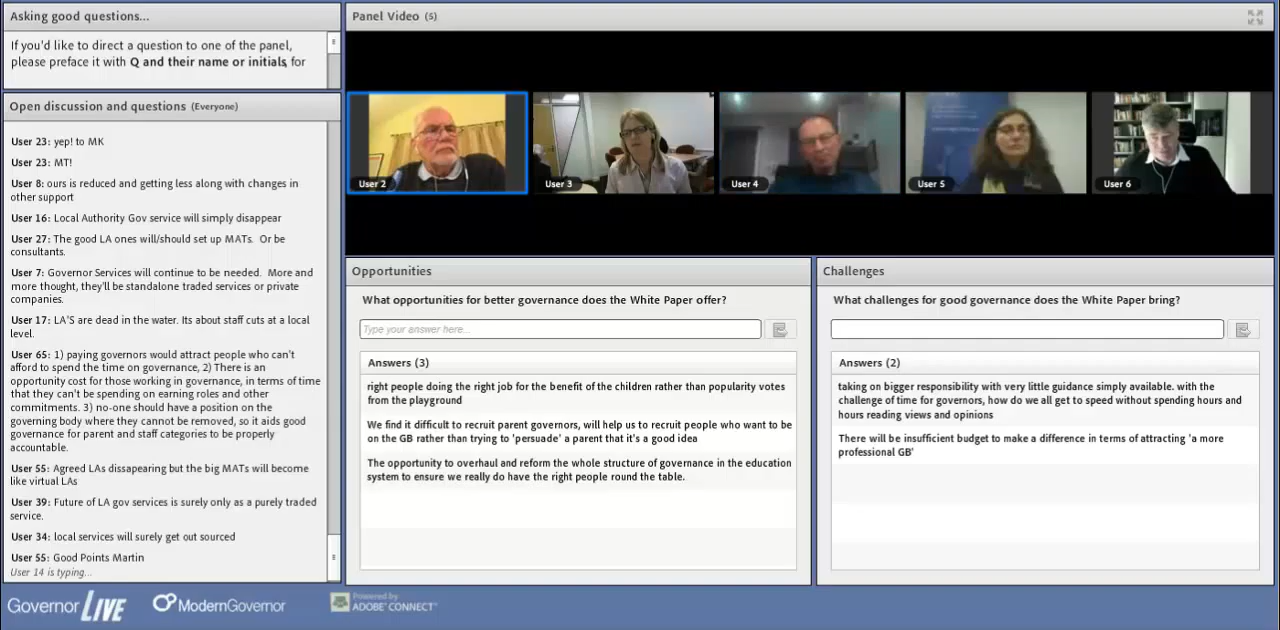 Asking good questions...
If you'd like to direct a question to one of the panel,
please preface it with Q and their name or initials, for
Open discussion and questions (Everyone)
User 23: yep! to MK
User 23: MT!
User 8: ours is reduced and getting less along with changes in
other support
User 16: Local Authority Gov service will simply disappear
User 27: The good LA ones will/should set up MATs. Or be
consultants.
User 7: Governor Services will continue to be needed. More and
more thought, they'll be standalone traded services or private
companies.
User 17: LA'S are dead in the water. Its about staff cuts at a local
level.
User 65: 1) paying governors would attract people who can't
afford to spend the time on governance, 2) There is an
opportunity cost for those working in governance, in terms of time
that they can't be spending on earning roles and other
commitments. 3) no-one should have a position on the
governing body where they cannot be removed, so it aids good
governance for parent and staff categories to be properly
accountable.
User 55: Agreed LAs dissapearing but the big MATs will become
like virtual LAs
User 39: Future of LA gov services is surely only as a purely traded
service.
User 34: local services will surely get out sourced
User 55: Good Points Martin
User 14 is typing...
Panel Video (5)
User 2
User 3
User 4
User 5
User 6
Opportunities
What opportunities for better governance does the White Paper offer?
Type your answer here...
Answers (3)
right people doing the right job for the benefit of the children rather than popularity votes
from the playground
We find it difficult to recruit parent governors, will help us to recruit people who want to be
on the GB rather than trying to 'persuade' a parent that it's a good idea
The opportunity to overhaul and reform the whole structure of governance in the education
system to ensure we really do have the right people round the table.
Challenges
What challenges for good governance does the White Paper bring?
Answers (2)
taking on bigger responsibility with very little guidance simply available. with the
challenge of time for governors, how do we all get to speed without spending hours and
hours reading views and opinions
There will be insufficient budget to make a difference in terms of attracting 'a more
professional GB'
Governor LIVE
ModernGovernor
Powered by
ADOBE® CONNECT™